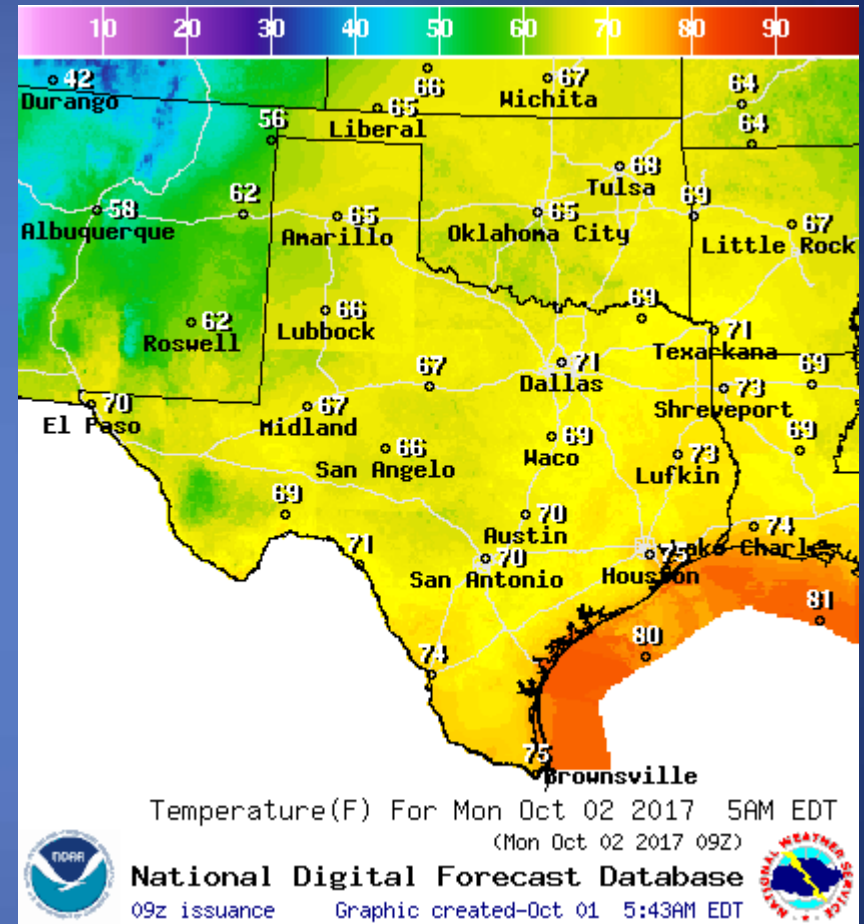 10 20 30 40 50 60 70 80 90
42
Durango
66
67
Wichita
64
65
Liberal
56
64
68
Tulsa
58
Albuquerque
62
65
Amarillo
65
Oklahoma City
69
67
Little Rock
62
Roswell
66
Lubbock
69
71
Texarkana
67
71
Dallas
73
Shreveport
69
70
El Paso
67
Midland
66
San Angelo
69
Waco
73
Lufkin
69
69
70
Austin
74
Lake Charles
71
70
San Antonio
75
Houston
81
80
74
75
Brownsville
Temperature(F) For Mon Oct 02 2017 5AM EDT
(Mon Oct 02 2017 09Z)
NOAA
National Digital Forecast Database
NATIONAL WEATHER SERVICE
09z issuance Graphic created-Oct 01 5:43AM EDT